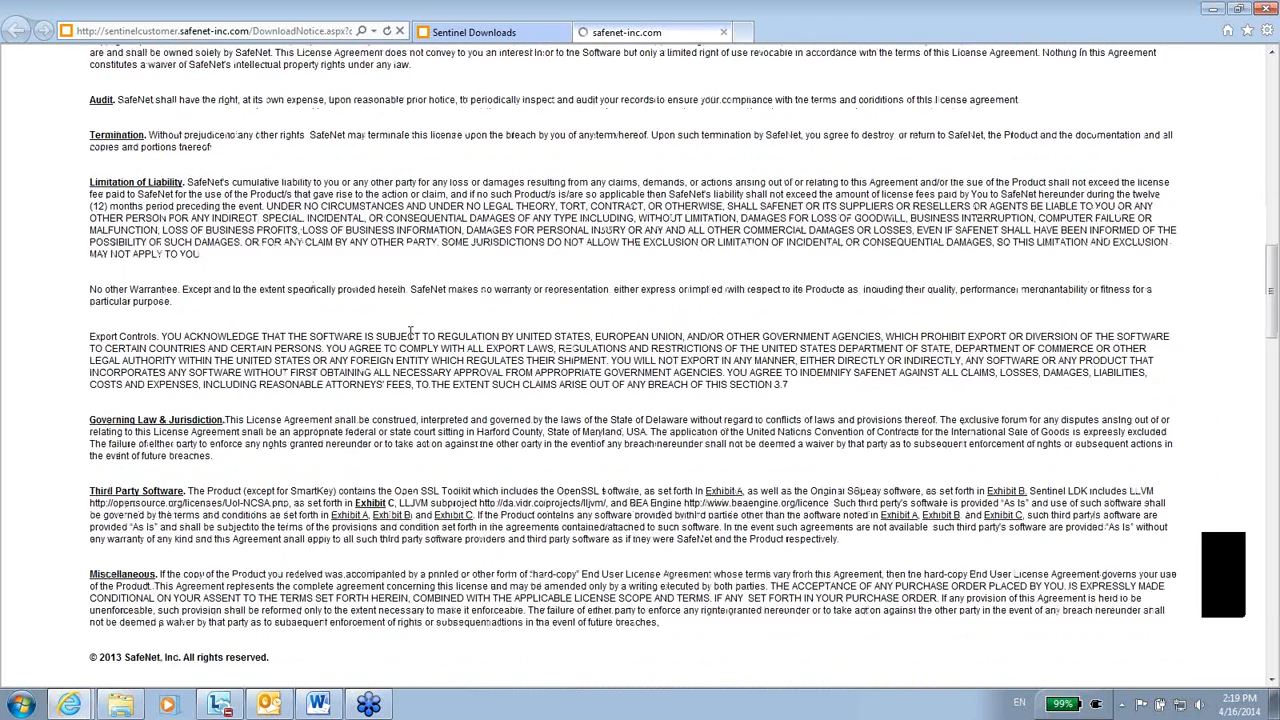 http://sentinelcustomer.safenet-inc.com/DownloadNotice.aspx?c
Sentinel Downloads
safenet-inc.com
are and shall be owned solely by SafeNet. This License Agreement does not convey to you an interest in or to the Software but only a limited right of use revocable in accordance with the terms of this License Agreement. Nothing in this Agreement
constitutes a waiver of SafeNet's intellectual property rights under any law.
Audit. SafeNet shall have the right, at its own expense, upon reasonable prior notice, to periodically inspect and audit your records to ensure your compliance with the terms and conditions of this license agreement.
Termination. Without prejudice to any other rights, SafeNet may terminate this license upon the breach by you of any term hereof. Upon such termination by SafeNet, you agree to destroy, or return to SafeNet, the Product and the documentation and all
copies and portions thereof.
Limitation of Liability. SafeNet's cumulative liability to you or any other party for any loss or damages resulting from any claims, demands, or actions arising out of or relating to this Agreement and/or the sue of the Product shall not exceed the license
fee paid to SafeNet for the use of the Product/s that gave rise to the action or claim, and if no such Product/s is/are so applicable then SafeNet's liability shall not exceed the amount of license fees paid by You to SafeNet hereunder during the twelve
(12) months period preceding the event. UNDER NO CIRCUMSTANCES AND UNDER NO LEGAL THEORY, TORT, CONTRACT, OR OTHERWISE, SHALL SAFENET OR ITS SUPPLIERS OR RESELLERS OR AGENTS BE LIABLE TO YOU OR ANY
OTHER PERSON FOR ANY INDIRECT, SPECIAL, INCIDENTAL, OR CONSEQUENTIAL DAMAGES OF ANY TYPE INCLUDING, WITHOUT LIMITATION, DAMAGES FOR LOSS OF GOODWILL, BUSINESS INTERRUPTION, COMPUTER FAILURE OR
MALFUNCTION, LOSS OF BUSINESS PROFITS, LOSS OF BUSINESS INFORMATION, DAMAGES FOR PERSONAL INJURY OR ANY AND ALL OTHER COMMERCIAL DAMAGES OR LOSSES, EVEN IF SAFENET SHALL HAVE BEEN INFORMED OF THE
POSSIBILITY OF SUCH DAMAGES, OR FOR ANY CLAIM BY ANY OTHER PARTY. SOME JURISDICTIONS DO NOT ALLOW THE EXCLUSION OR LIMITATION OF INCIDENTAL OR CONSEQUENTIAL DAMAGES, SO THIS LIMITATION AND EXCLUSION
MAY NOT APPLY TO YOU
No other Warrantee. Except and to the extent specifically provided herein, SafeNet makes no warranty or representation, either express or implied with respect to its Products as, including their quality, performance, merchantability or fitness for a
particular purpose.
Export Controls. YOU ACKNOWLEDGE THAT THE SOFTWARE IS SUBJECT TO REGULATION BY UNITED STATES, EUROPEAN UNION, AND/OR OTHER GOVERNMENT AGENCIES, WHICH PROHIBIT EXPORT OR DIVERSION OF THE SOFTWARE
TO CERTAIN COUNTRIES AND CERTAIN PERSONS. YOU AGREE TO COMPLY WITH ALL EXPORT LAWS, REGULATIONS AND RESTRICTIONS OF THE UNITED STATES DEPARTMENT OF STATE, DEPARTMENT OF COMMERCE OR OTHER
LEGAL AUTHORITY WITHIN THE UNITED STATES OR ANY FOREIGN ENTITY WHICH REGULATES THEIR SHIPMENT. YOU WILL NOT EXPORT IN ANY MANNER, EITHER DIRECTLY OR INDIRECTLY, ANY SOFTWARE OR ANY PRODUCT THAT
INCORPORATES ANY SOFTWARE WITHOUT FIRST OBTAINING ALL NECESSARY APPROVAL FROM APPROPRIATE GOVERNMENT AGENCIES. YOU AGREE TO INDEMNIFY SAFENET AGAINST ALL CLAIMS, LOSSES, DAMAGES, LIABILITIES,
COSTS AND EXPENSES, INCLUDING REASONABLE ATTORNEYS' FEES, TO THE EXTENT SUCH CLAIMS ARISE OUT OF ANY BREACH OF THIS SECTION 3.7
Governing Law & Jurisdiction.This License Agreement shall be construed, interpreted and governed by the laws of the State of Delaware without regard to conflicts of laws and provisions thereof. The exclusive forum for any disputes arising out of or
relating to this License Agreement shall be an appropriate federal or state court sitting in Harford County, State of Maryland, USA. The application of the United Nations Convention of Contracts for the International Sale of Goods is expressly excluded.
The failure of either party to enforce any rights granted hereunder or to take action against the other party in the event of any breach hereunder shall not be deemed a waiver by that party as to subsequent enforcement of rights or subsequent actions in
the event of future breaches.
Third Party Software. The Product (except for SmartKey) contains the Open SSL Toolkit which includes the OpenSSL software, as set forth in Exhibit A, as well as the Original SSLeay software, as set forth in Exhibit B, Sentinel LDK includes LLVM
as set forth in Exhibit C, LLVM subproject and BEA Engine http://www.beaengine.org/licence. Such third party's software is provided "As Is" and use of such software shall
be governed by the terms and conditions as set forth in Exhibit A, Exhibit B, and Exhibit C. If the Product contains any software provided by third parties other than the software noted in Exhibit A, Exhibit B, and Exhibit C, such third party/s software are
provided "As Is" and shall be subject to the terms of the provisions and condition set forth in the agreements contained/attached to such software. In the event such agreements are not available, such third party's software are provided "As Is" without
any warranty of any kind and this Agreement shall apply to all such third party software providers and third party software as if they were SafeNet and the Product respectively.
Miscellaneous. If the copy of the Product you received was accompanied by a printed or other form of "hard-copy" End User License Agreement whose terms vary from this Agreement, then the hard-copy End User License Agreement governs your use
of the Product. This Agreement represents the complete agreement concerning this license and may be amended only by a writing executed by both parties. THE ACCEPTANCE OF ANY PURCHASE ORDER PLACED BY YOU, IS EXPRESSLY MADE
CONDITIONAL ON YOUR ASSENT TO THE TERMS SET FORTH HEREIN, COMBINED WITH THE APPLICABLE LICENSE SCOPE AND TERMS, IF ANY, SET FORTH IN YOUR PURCHASE ORDER. If any provision of this Agreement is held to be
unenforceable, such provision shall be reformed only to the extent necessary to make it enforceable. The failure of either party to enforce any rights granted hereunder or to take action against the other party in the event of any breach hereunder shall
not be deemed a waiver by that party as to subsequent enforcement of rights or subsequent actions in the event of future breaches.
© 2013 SafeNet, Inc. All rights reserved.
EN
99%
2:19 PM
4/16/2014